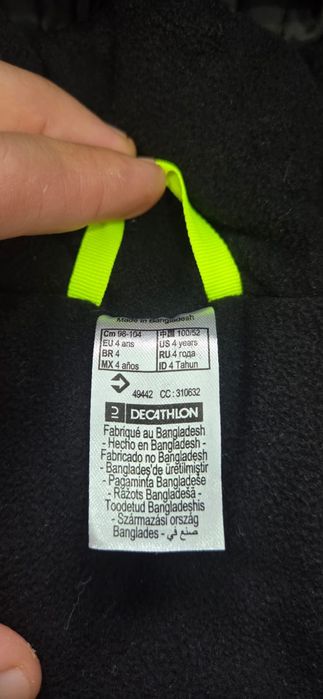 Made in Bangladesh
Cm 98-104 中國 100/52
EU 4 ans US 4 years
BR 4 RU 4 года
MX 4 años ID 4 Tahun
49442 CC : 310632
DECATHLON
Fabriqué au Bangladesh
- Hecho en Bangladesh -
Fabricado no Bangladesh
- Bangladeş'de üretilmiştir
- Pagaminta Bangladeše
- Ražots Bangladešā -
Toodetud Bangladeshis
- Származási ország
Banglades - صنع في